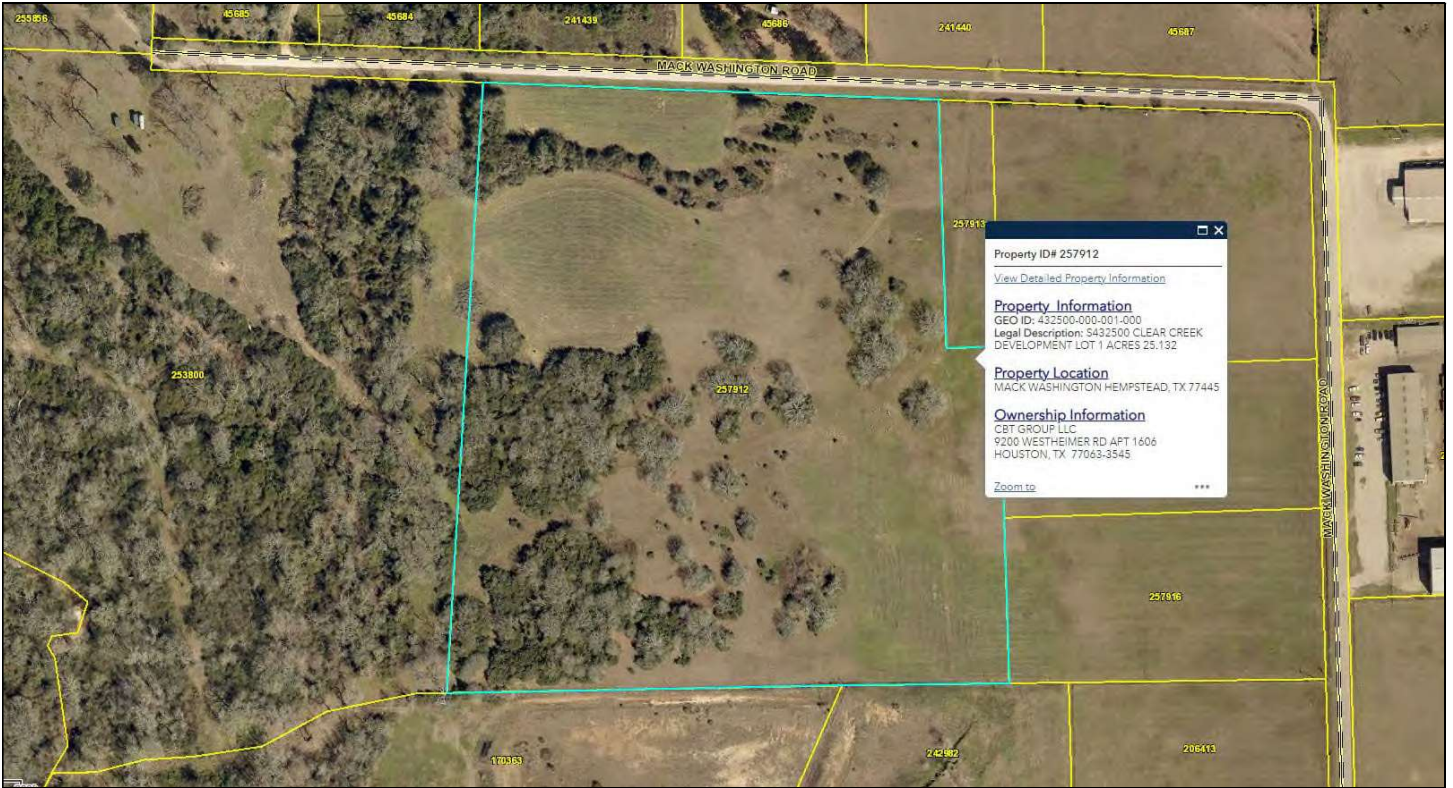 255856
45685
45684
241439
45686
241440
45687
MACK WASHINGTON ROAD
257913
253800
257912
Property ID# 257912
View Detailed Property Information
Property Information
GEO ID: 432500-000-001-000
Legal Description: S432500 CLEAR CREEK
DEVELOPMENT LOT 1 ACRES 25.132
Property Location
MACK WASHINGTON HEMPSTEAD, TX 77445
Ownership Information
CBT GROUP LLC
9200 WESTHEIMER RD APT 1606
HOUSTON, TX 77063-3545
Zoom to
MACK WASHINGTON ROAD
257916
170363
242982
206413